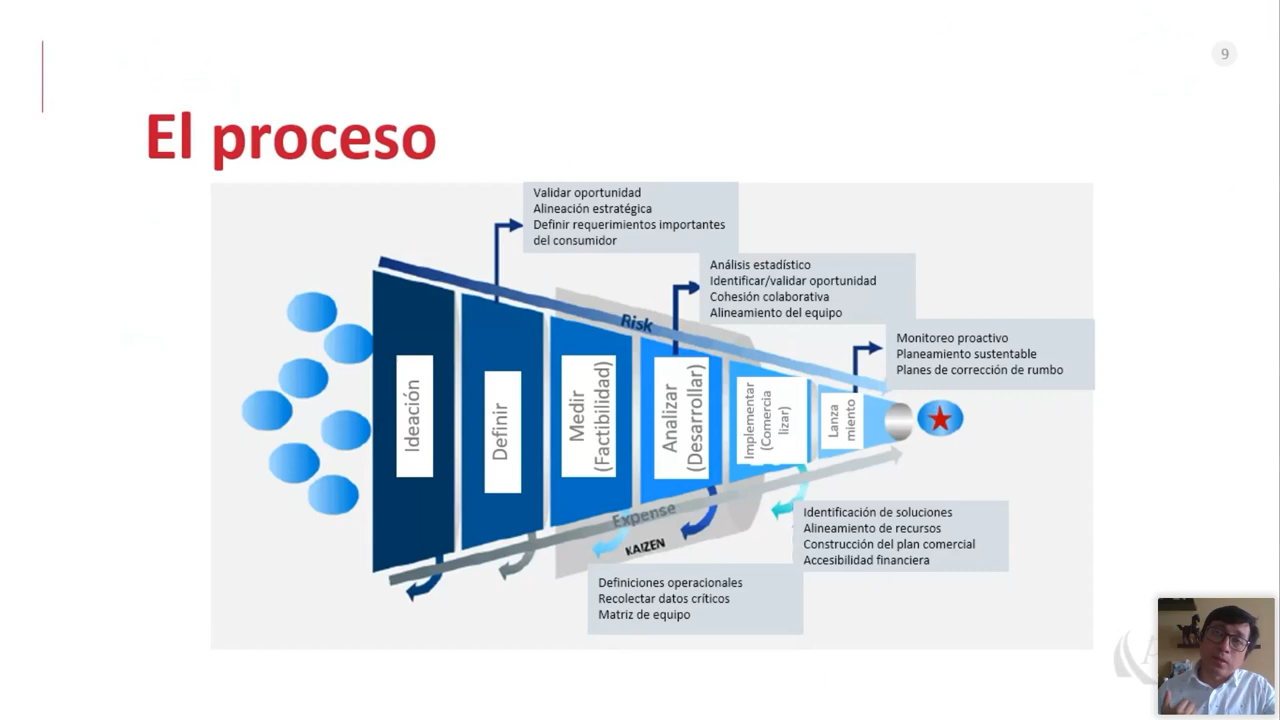 9
El proceso
Validar oportunidad
Alineación estratégica
Definir requerimientos importantes
del consumidor
Análisis estadístico
Identificar/validar oportunidad
Cohesión colaborativa
Alineamiento del equipo
Monitoreo proactivo
Planeamiento sustentable
Planes de corrección de rumbo
Risk
Ideación
Definir
Medir
(Factibilidad)
Analizar
(Desarrollar)
Implementar
(Comercia
lizar)
Lanza
miento
Expense
KAIZEN
Identificación de soluciones
Alineamiento de recursos
Construcción del plan comercial
Accesibilidad financiera
Definiciones operacionales
Recolectar datos críticos
Matriz de equipo